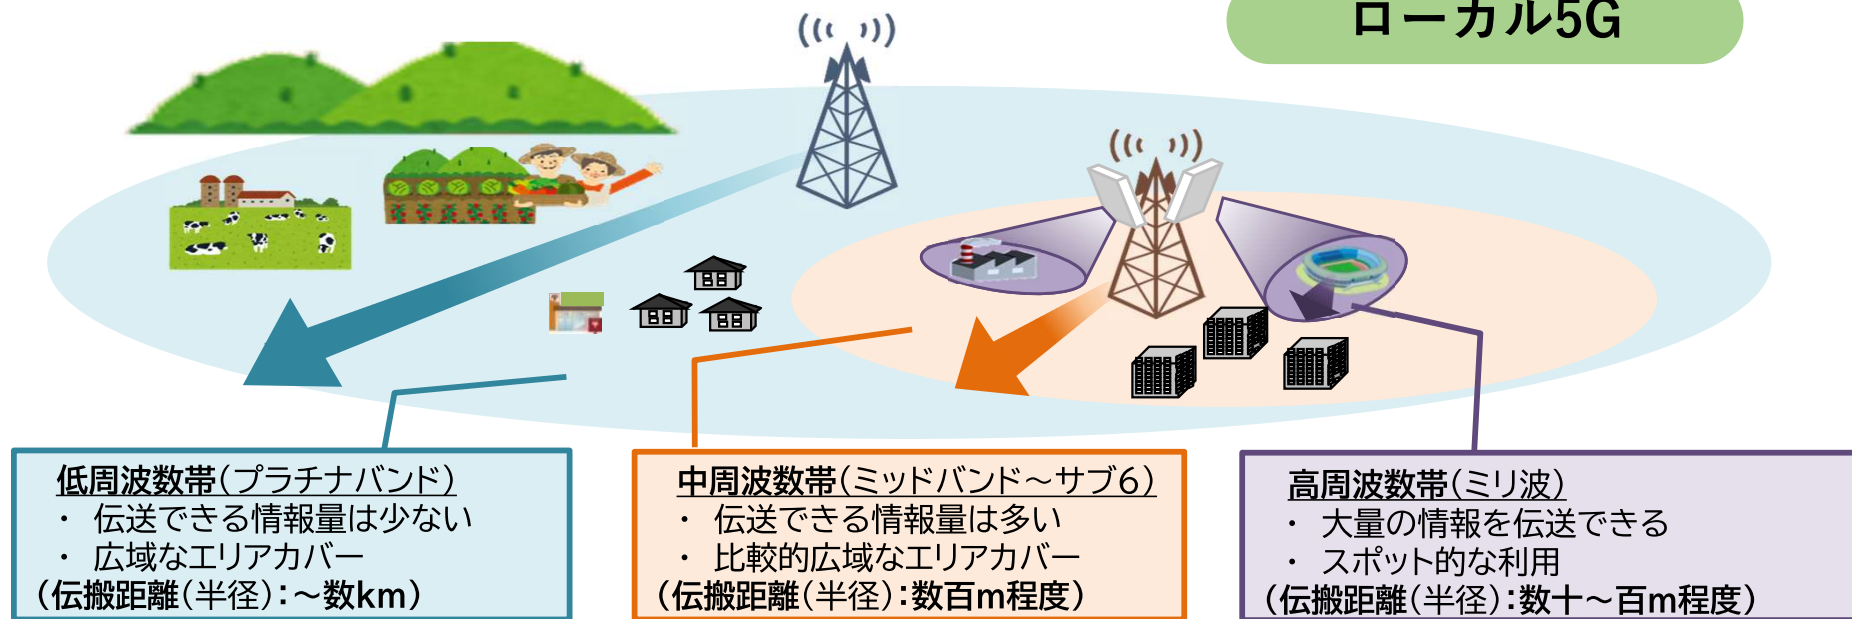 ローカル5G
低周波数帯(プラチナバンド)
・ 伝送できる情報量は少ない
・ 広域なエリアカバー
(伝搬距離(半径):~数km)
中周波数帯(ミッドバンド~サブ6)
・ 伝送できる情報量は多い
・ 比較的広域なエリアカバー
(伝搬距離(半径):数百m程度)
高周波数帯(ミリ波)
・ 大量の情報を伝送できる
・ スポット的な利用
(伝搬距離(半径):数十~百m程度)